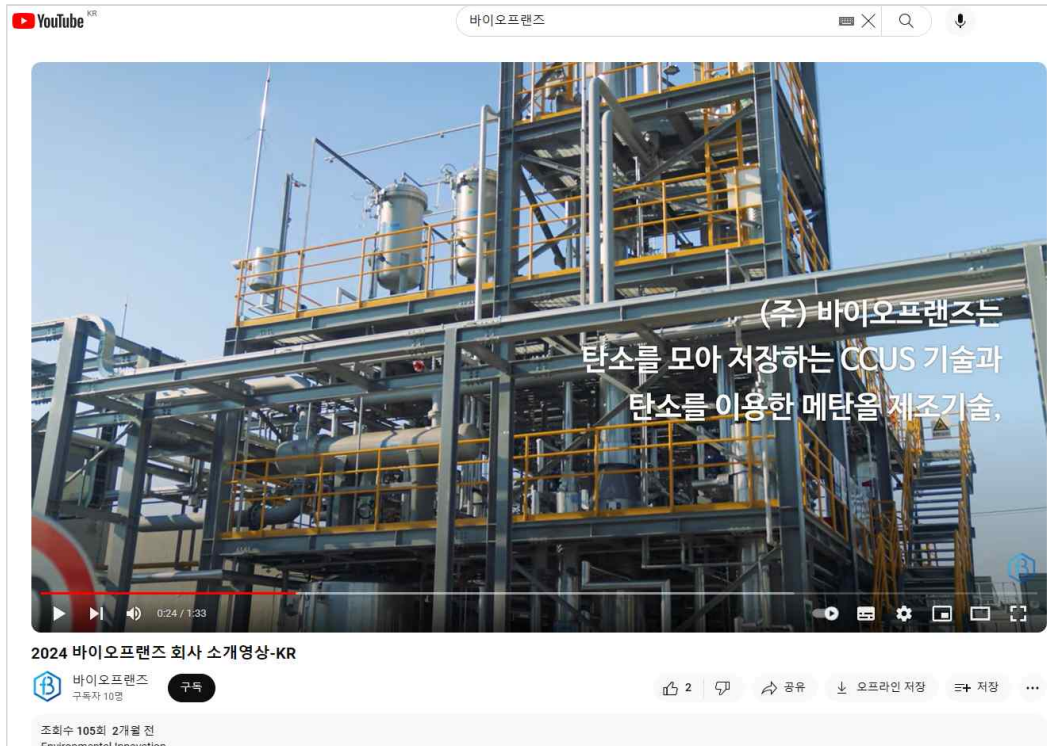 YouTube KR
바이오프랜즈
(주) 바이오프랜즈는
탄소를 모아 저장하는 CCUS 기술과
탄소를 이용한 메탄올 제조기술,
0:24 / 1:33
2024 바이오프랜즈 회사 소개영상-KR
바이오프랜즈
구독자 10명
구독
2
공유
오프라인 저장
저장
조회수 105회 2개월 전
Environmental Innovation